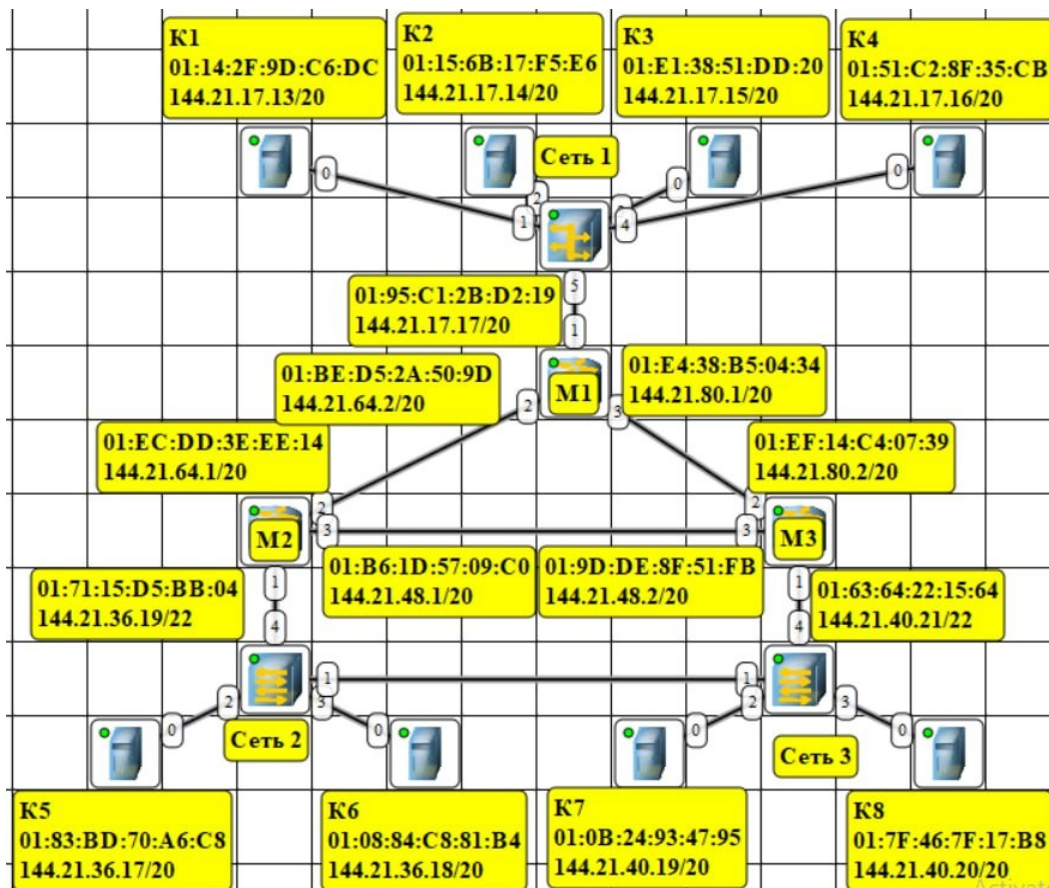 К1
01:14:2F:9D:C6:DC
144.21.17.13/20
К2
01:15:6B:17:F5:E6
144.21.17.14/20
К3
01:E1:38:51:DD:20
144.21.17.15/20
К4
01:51:C2:8F:35:CB
144.21.17.16/20
Сеть 1
0
2
0
0
1
4
5
01:95:C1:2B:D2:19
144.21.17.17/20
1
01:BE:D5:2A:50:9D
144.21.64.2/20
М1
01:E4:38:B5:04:34
144.21.80.1/20
2
3
01:EC:DD:3E:EE:14
144.21.64.1/20
01:EF:14:C4:07:39
144.21.80.2/20
2
2
М2
3
3
М3
01:B6:1D:57:09:C0
144.21.48.1/20
01:9D:DE:8F:51:FB
144.21.48.2/20
01:71:15:D5:BB:04
144.21.36.19/22
1
4
1
4
01:63:64:22:15:64
144.21.40.21/22
1
1
2
3
2
3
0
Сеть 2
0
0
Сеть 3
0
К5
01:83:BD:70:A6:C8
144.21.36.17/20
К6
01:08:84:C8:81:B4
144.21.36.18/20
К7
01:0B:24:93:47:95
144.21.40.19/20
К8
01:7F:46:7F:17:B8
144.21.40.20/20